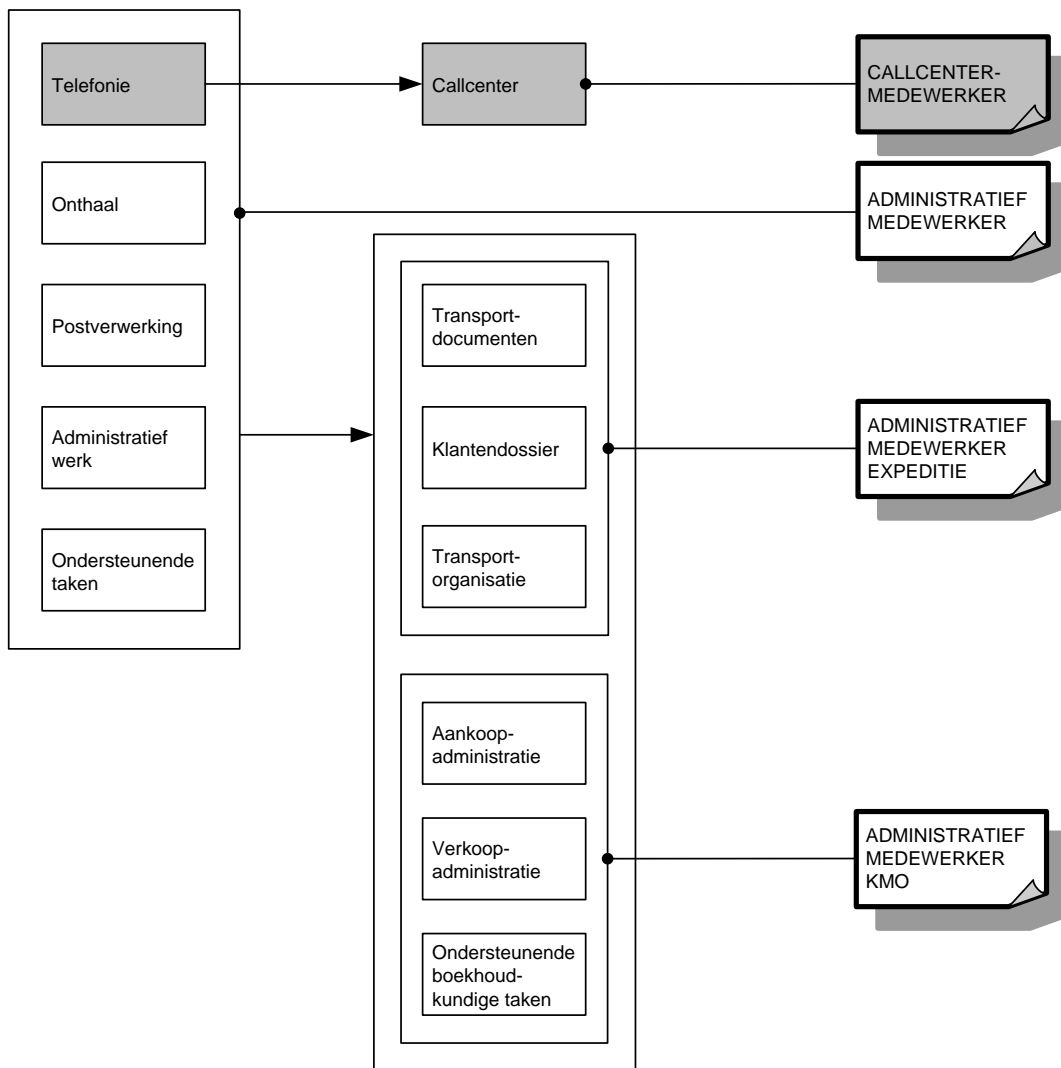 Telefonie
Callcenter
CALLCENTER-
MEDEWERKER
Onthaal
ADMINISTRATIEF
MEDEWERKER
Postverwerking
Transport-
documenten
Administratief
werk
Klantendossier
ADMINISTRATIEF
MEDEWERKER
EXPEDITIE
Ondersteunende
taken
Transport-
organisatie
Aankoop-
administratie
Verkoop-
administratie
ADMINISTRATIEF
MEDEWERKER
KMO
Ondersteunende
boekhoud-
kundige taken